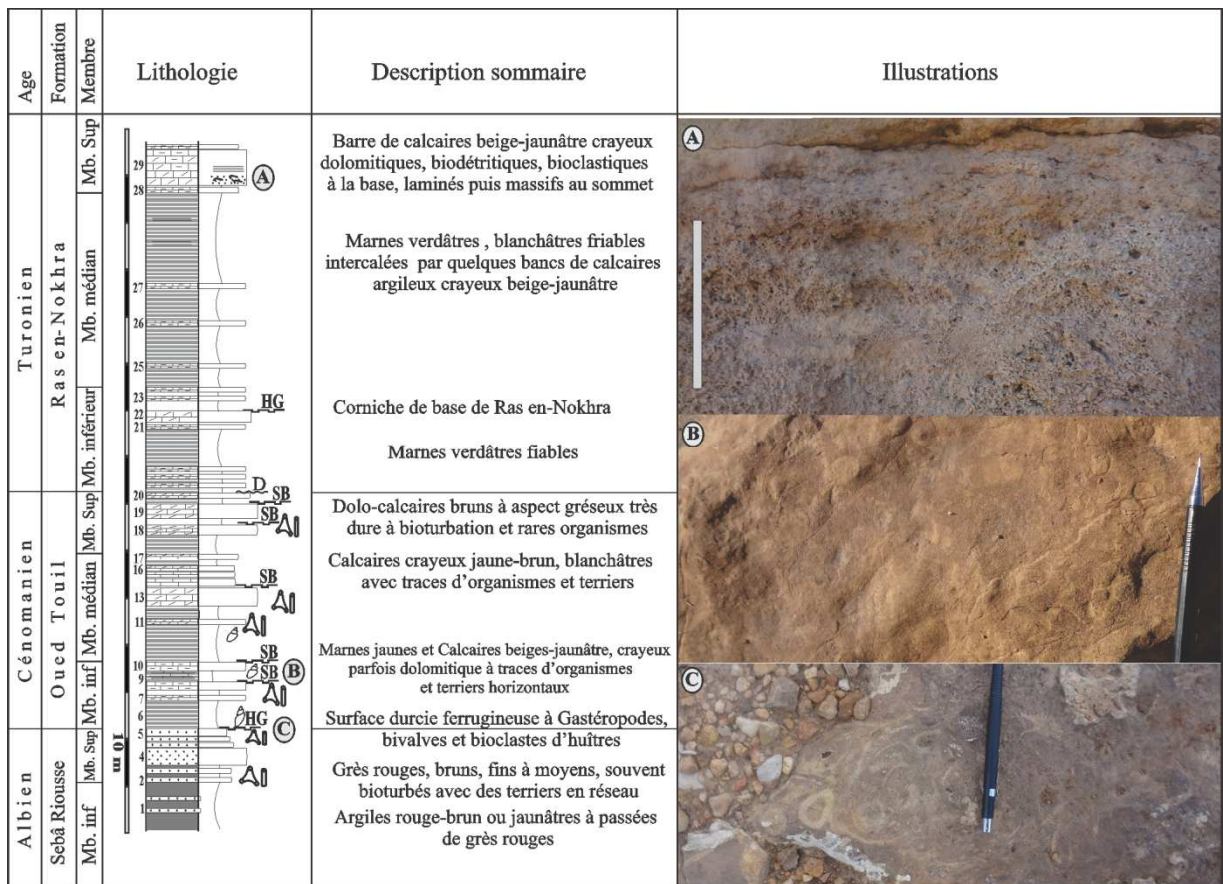 Age
Formation
Membre
Lithologie
Description sommaire
Illustrations
Turonien
Ras en-Nokhra
Mb. Sup
Mb. médian
Mb. inférieur
Cénomanien
Oued Touil
Mb. Sup
Mb. médian
Mb. inf
Albien
Sebâ Riousse
Mb. Sup
Mb. inf
29
A
28
27
26
25
23
HG
22
21
D
20
SB
19
SB
18
17
16
SB
13
11
SB
10
B
9
SB
7
6
HG
C
5
4
2
1
10 m
Barre de calcaires beige-jaunâtre crayeux
dolomitiques, biodétritiques, bioclastiques
à la base, laminés puis massifs au sommet
Marnes verdâtres , blanchâtres friables
intercalées par quelques bancs de calcaires
argileux crayeux beige-jaunâtre
Corniche de base de Ras en-Nokhra
Marnes verdâtres fiables
Dolo-calcaires bruns à aspect gréseux très
dure à bioturbation et rares organismes
Calcaires crayeux jaune-brun, blanchâtres
avec traces d’organismes et terriers
Marnes jaunes et Calcaires beiges-jaunâtre, crayeux
parfois dolomitique à traces d’organismes
et terriers horizontaux
Surface durcie ferrugineuse à Gastéropodes,
bivalves et bioclastes d’huîtres
Grès rouges, bruns, fins à moyens, souvent
bioturbés avec des terriers en réseau
Argiles rouge-brun ou jaunâtres à passées
de grès rouges
A
B
C